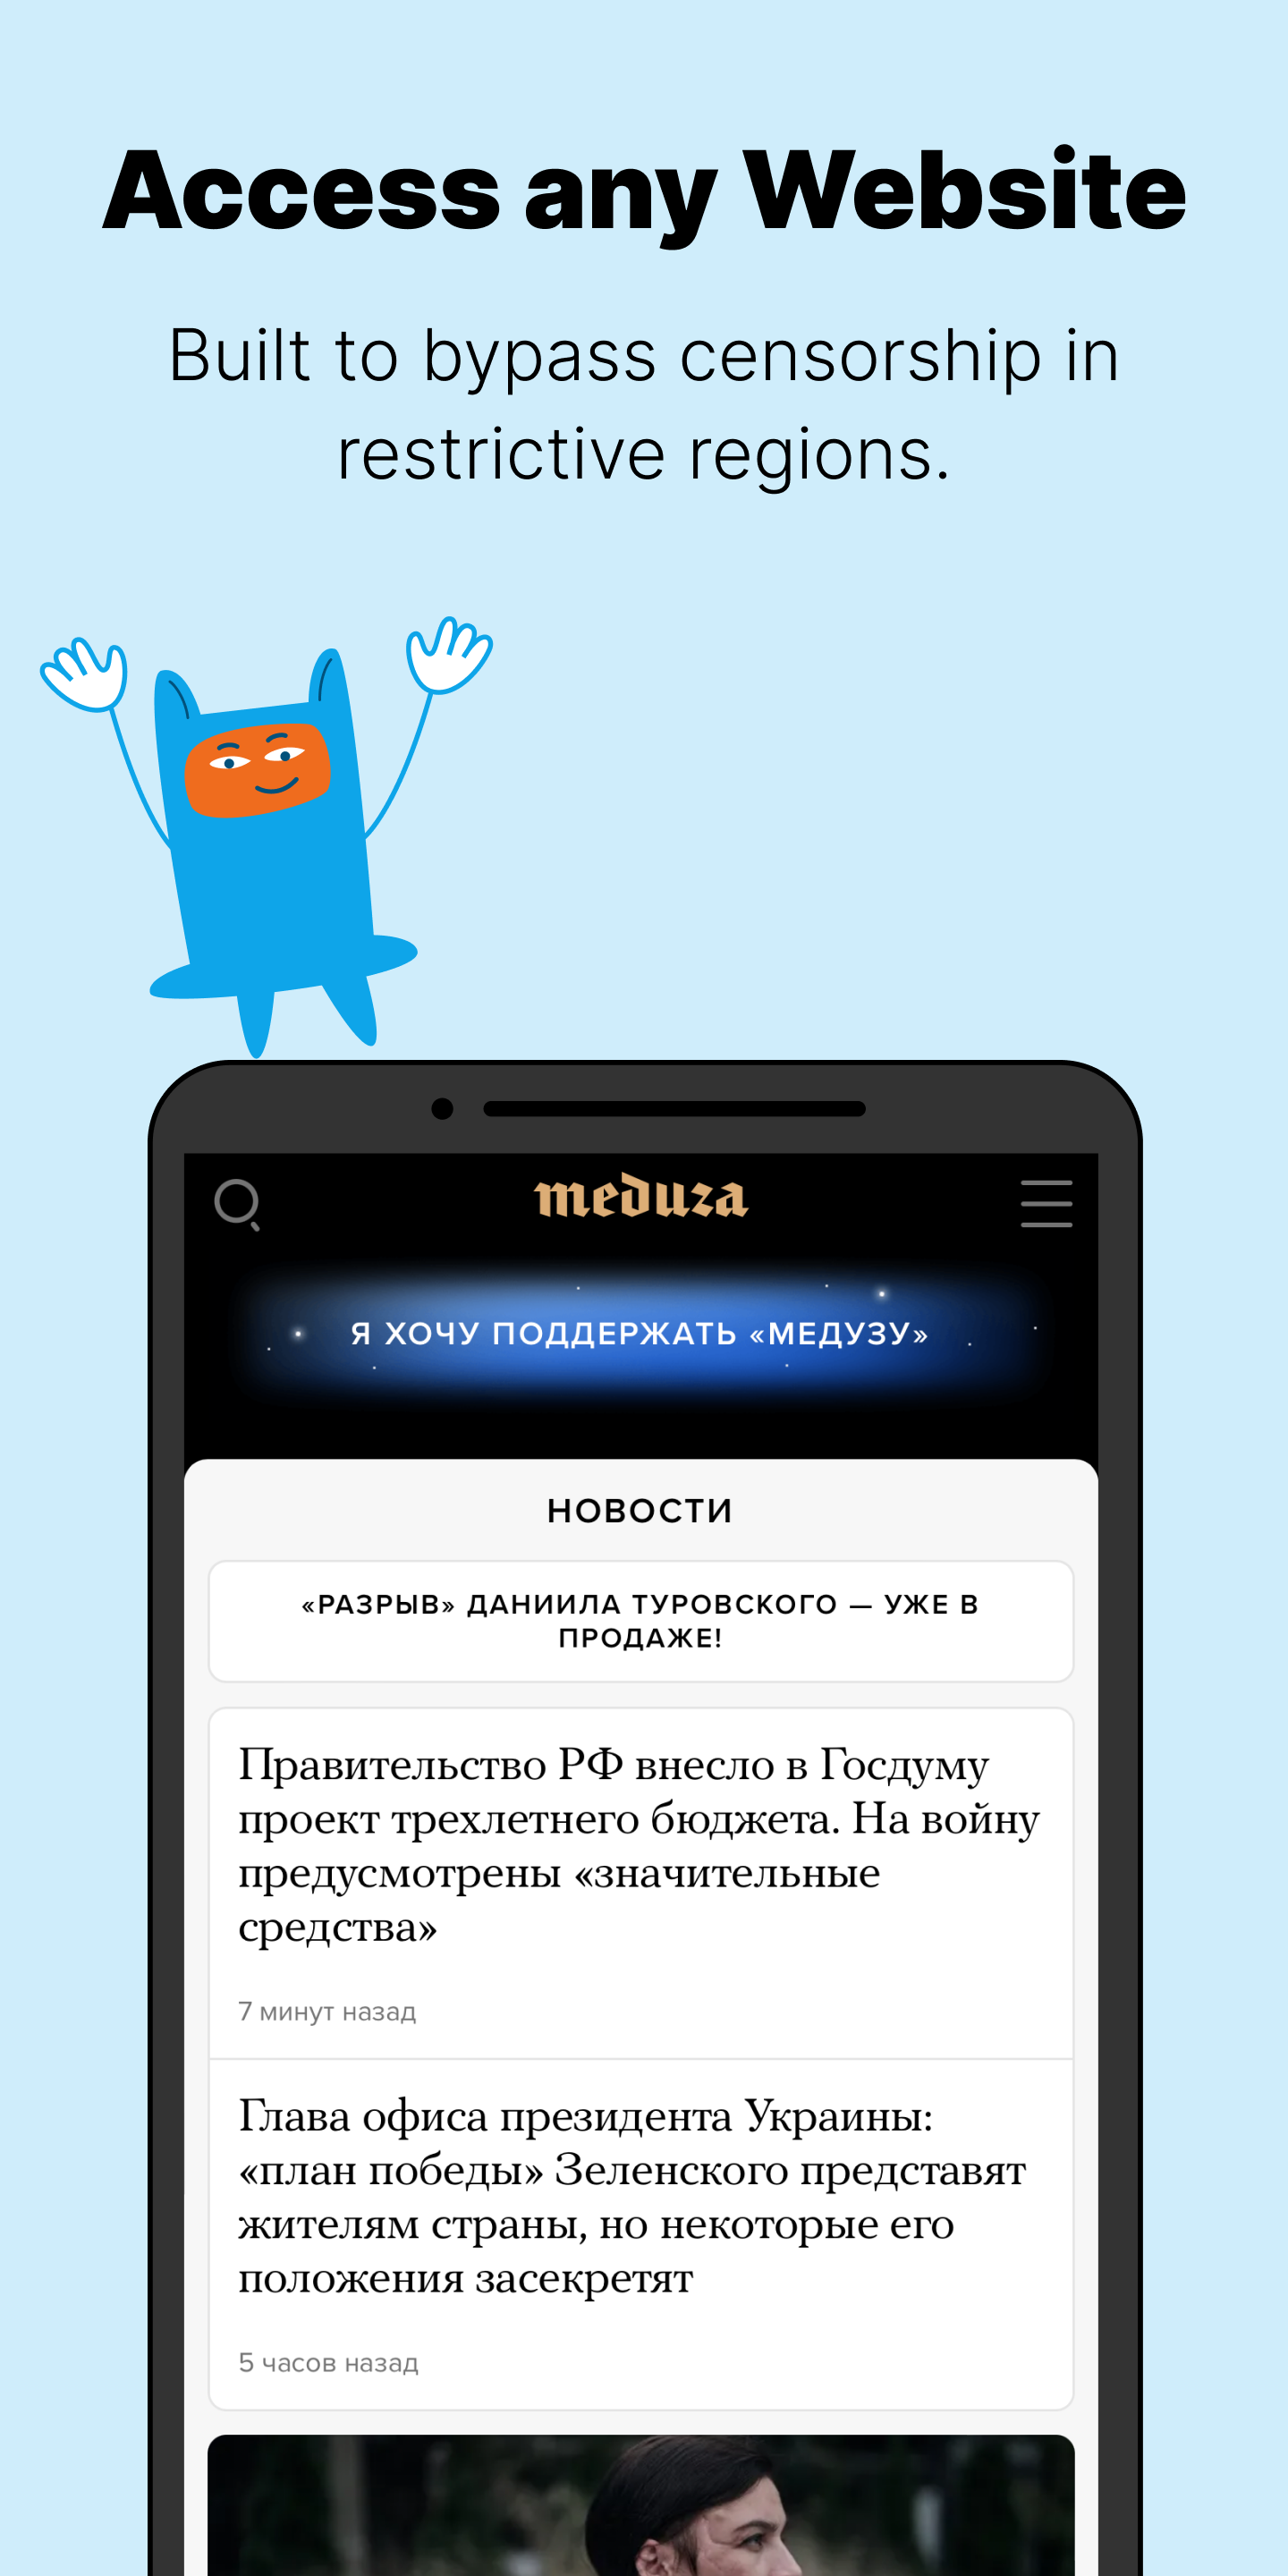 Access any Website
Built to bypass censorship in
restrictive regions.
meduza
Я ХОЧУ ПОДДЕРЖАТЬ «МЕДУЗУ»
НОВОСТИ
«РАЗРЫВ» ДАНИИЛА ТУРОВСКОГО — УЖЕ В
ПРОДАЖЕ!
Правительство РФ внесло в Госдуму
проект трехлетнего бюджета. На войну
предусмотрены «значительные
средства»
7 минут назад
Глава офиса президента Украины:
«план победы» Зеленского представят
жителям страны, но некоторые его
положения засекретят
5 часов назад